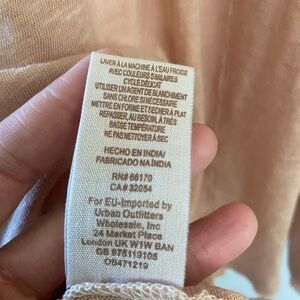 LAVER À LA MACHINE À L'EAU FROIDE
AVEC COULEURS SIMILAIRES
CYCLE DÉLICAT
UTILISER UN AGENT DE BLANCHIMENT
SANS CHLORE SI NECESSAIRE
METTRE EN FORME ET SÉCHER À PLAT
REPASSER, AU BESOIN, À TRÈS
BASSE TEMPÉRATURE
NE PAS NETTOYER À SEC
HECHO EN INDIA/
FABRICADO NA ÍNDIA
RN# 66170
CA# 32054
For EU-Imported by
Urban Outfitters
Wholesale, Inc
24 Market Place
London UK W1W BAN
GB 875119105
OB471219